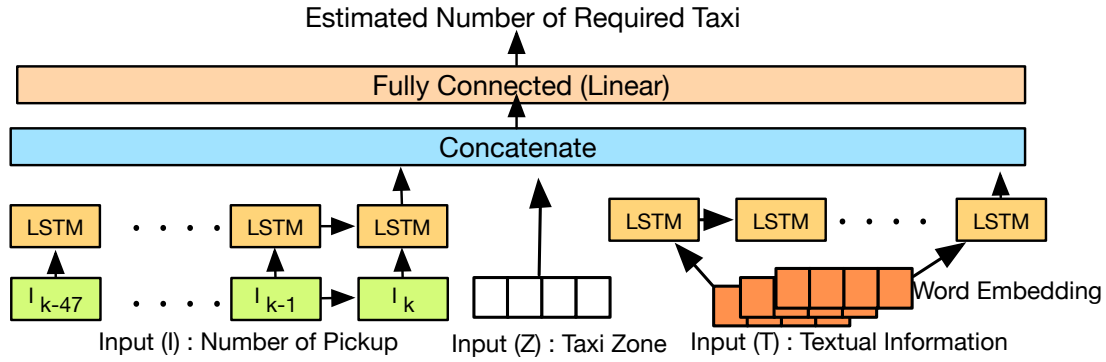 Estimated Number of Required Taxi
Fully Connected (Linear)
Concatenate
LSTM . . . . LSTM LSTM LSTM LSTM . . . . LSTM
I k-47 . . . . I k-1 I k
Word Embedding
Input (I) : Number of Pickup Input (Z) : Taxi Zone Input (T) : Textual Information